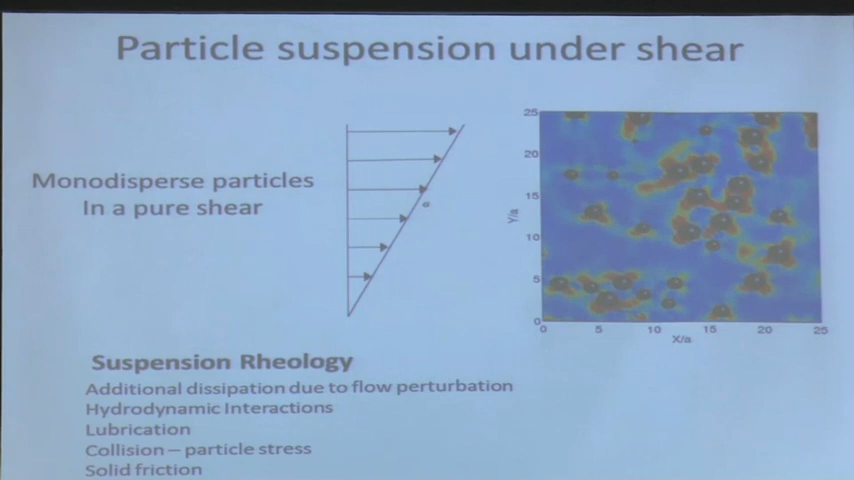 Particle suspension under shear
Monodisperse particles
In a pure shear
25
20
15
10
5
0
Y/a
0 5 10 15 20 25
X/a
Suspension Rheology
Additional dissipation due to flow perturbation
Hydrodynamic Interactions
Lubrication
Collision – particle stress
Solid friction